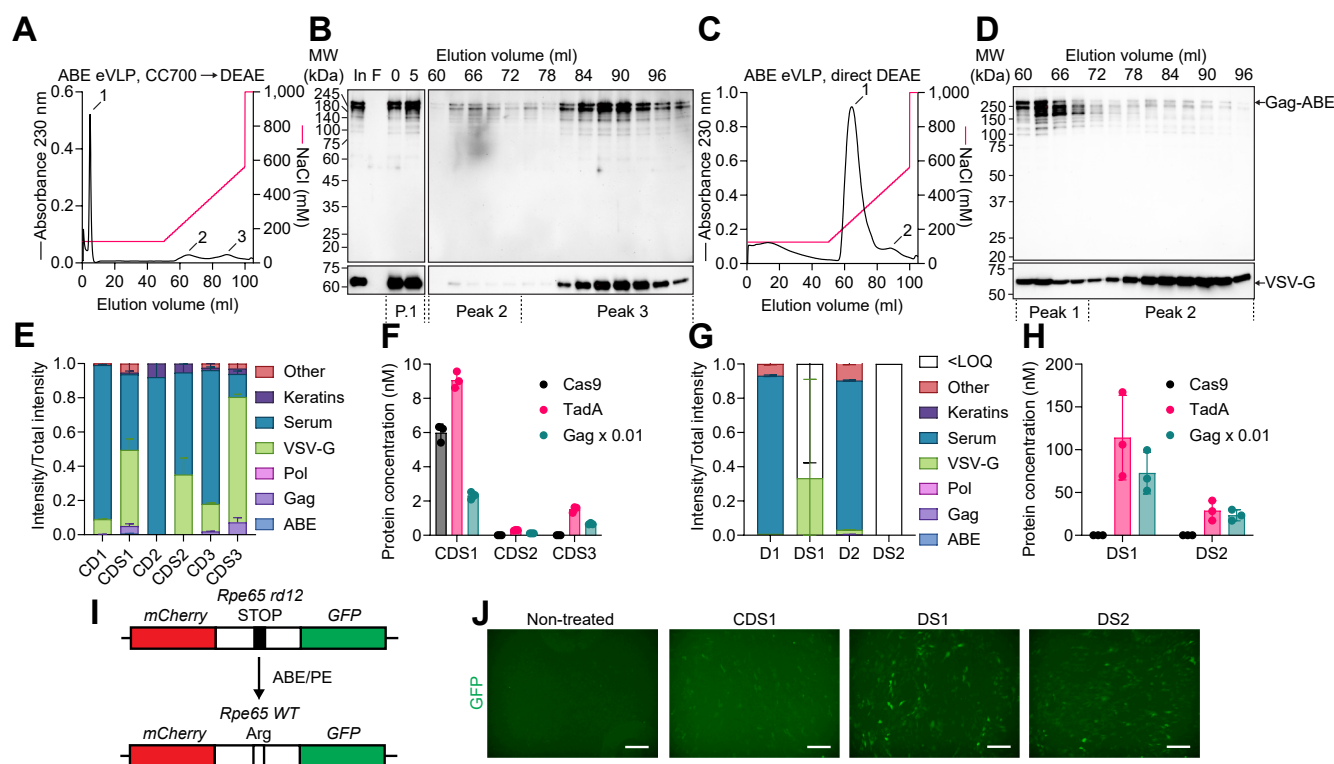 A
ABE eVLP, CC700 → DEAE
Absorbance 230 nm
0.6
0.4
0.2
0.0
1
2
3
1,000
800
600
400
200
0
NaCl (mM)
0 20 40 60 80 100
Elution volume (ml)
B
MW
(kDa)
Elution volume (ml)
In F 0 5 60 66 72 78 84 90 96
245
180
140
100
75
60
45
35
25
20
75
60
P.1 Peak 2 Peak 3
C
ABE eVLP, direct DEAE
Absorbance 230 nm
1.0
0.8
0.6
0.4
0.2
0.0
1
2
1,000
800
600
400
200
0
NaCl (mM)
0 20 40 60 80 100
Elution volume (ml)
D
MW
(kDa)
Elution volume (ml)
60 66 72 78 84 90 96
250
150
100
75
50
37
25
20
75
50
Gag-ABE
VSV-G
Peak 1 Peak 2
E
Intensity/Total intensity
1.0
0.8
0.6
0.4
0.2
0.0
CD1 CDS1 CD2 CDS2 CD3 CDS3
Other
Keratins
Serum
VSV-G
Pol
Gag
ABE
F
Protein concentration (nM)
10
8
6
4
2
0
CDS1 CDS2 CDS3
Cas9
TadA
Gag x 0.01
G
Intensity/Total intensity
1.0
0.8
0.6
0.4
0.2
0.0
D1 DS1 D2 DS2
<LOQ
Other
Keratins
Serum
VSV-G
Pol
Gag
ABE
H
Protein concentration (nM)
200
150
100
50
0
DS1 DS2
Cas9
TadA
Gag x 0.01
I
Rpe65 rd12
mCherry STOP GFP
ABE/PE
Rpe65 WT
mCherry Arg GFP
J
Non-treated CDS1 DS1 DS2
GFP